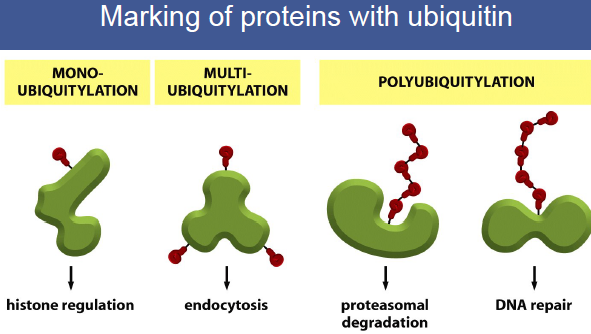 Marking of proteins with ubiquitin
MONO-
UBIQUITYLATION
MULTI-
UBIQUITYLATION
POLYUBIQUITYLATION
histone regulation
endocytosis
proteasomal
degradation
DNA repair